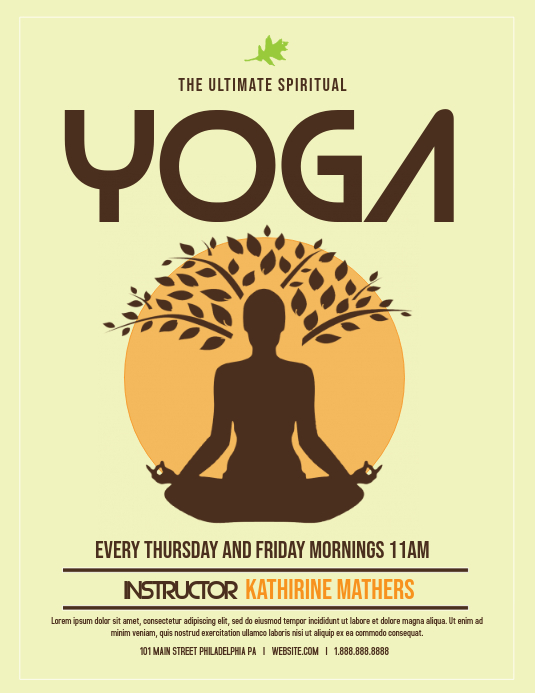 THE ULTIMATE SPIRITUAL
YOGA
EVERY THURSDAY AND FRIDAY MORNINGS 11AM
INSTRUCTOR KATHIRINE MATHERS
Lorem ipsum dolor sit amet, consectetur adipiscing elit, sed do eiusmod tempor incididunt ut labore et dolore magna aliqua. Ut enim ad
minim veniam, quis nostrud exercitation ullamco laboris nisi ut aliquip ex ea commodo consequat.
101 MAIN STREET PHILADELPHIA PA | WEBSITE.COM | 1.888.888.8888